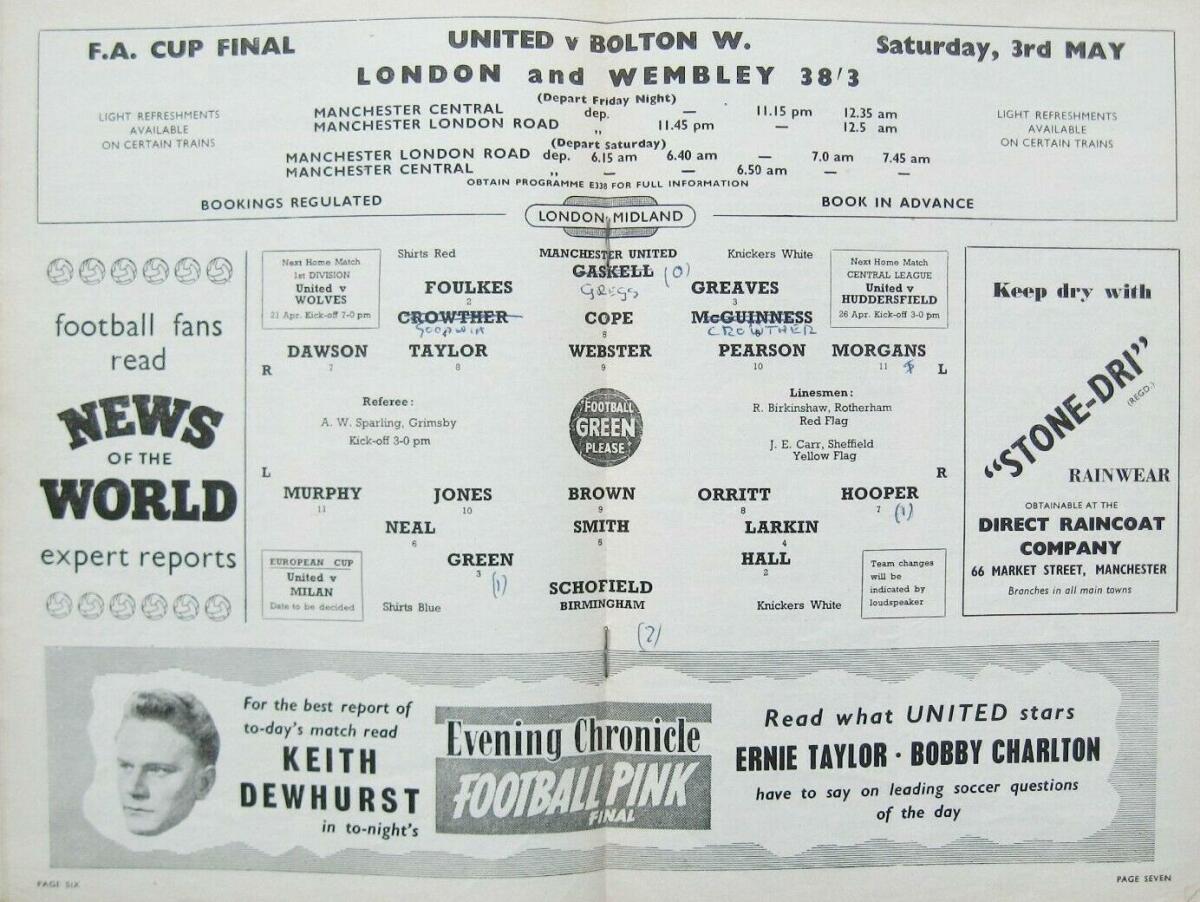 F.A. CUP FINAL UNITED v BOLTON W. Saturday, 3rd MAY
LONDON and WEMBLEY 38/3
(Depart Friday Night)
LIGHT REFRESHMENTS
AVAILABLE
ON CERTAIN TRAINS
MANCHESTER CENTRAL dep. — 11.15 pm 12.35 am
MANCHESTER LONDON ROAD „ 11.45 pm — 12.5 am
(Depart Saturday)
MANCHESTER LONDON ROAD dep. 6.15 am 6.40 am — 7.0 am 7.45 am
MANCHESTER CENTRAL „ — — 6.50 am — —
OBTAIN PROGRAMME E338 FOR FULL INFORMATION
LIGHT REFRESHMENTS
AVAILABLE
ON CERTAIN TRAINS
BOOKINGS REGULATED
BOOK IN ADVANCE
LONDON MIDLAND
football fans
read
NEWS
OF THE
WORLD
expert reports
Next Home Match
1st DIVISION
United v
WOLVES
21 Apr. Kick-off 7-0 pm
Shirts Red
MANCHESTER UNITED
Knickers White
Next Home Match
CENTRAL LEAGUE
United v
HUDDERSFIELD
26 Apr. Kick-off 3-0 pm
GASKELL (0)
GREGG
FOULKES GREAVES
2 3
CROWTHER COPE McGUINNESS
GOODWIN 5 CROWTHER
DAWSON TAYLOR WEBSTER PEARSON MORGANS
R 7 8 9 10 11 L
Referee:
A. W. Sparling, Grimsby
Kick-off 3-0 pm
FOOTBALL
GREEN
PLEASE
Linesmen:
R. Birkinshaw, Rotherham
Red Flag
J. E. Carr, Sheffield
Yellow Flag
L R
MURPHY JONES BROWN ORRITT HOOPER
11 10 9 8 7 (1)
NEAL SMITH LARKIN
6 5 4
GREEN HALL
3 (1) 2
SCHOFIELD
BIRMINGHAM
EUROPEAN CUP
United v
MILAN
Date to be decided
Shirts Blue
Knickers White
Team changes
will be
indicated by
loudspeaker
(2)
Keep dry with
"STONE-DRI"
(REGD.)
RAINWEAR
OBTAINABLE AT THE
DIRECT RAINCOAT
COMPANY
66 MARKET STREET, MANCHESTER
Branches in all main towns
For the best report of
to-day's match read
KEITH
DEWHURST
in to-night's
Evening Chronicle
FOOTBALL PINK
FINAL
Read what UNITED stars
ERNIE TAYLOR · BOBBY CHARLTON
have to say on leading soccer questions
of the day
PAGE SIX
PAGE SEVEN